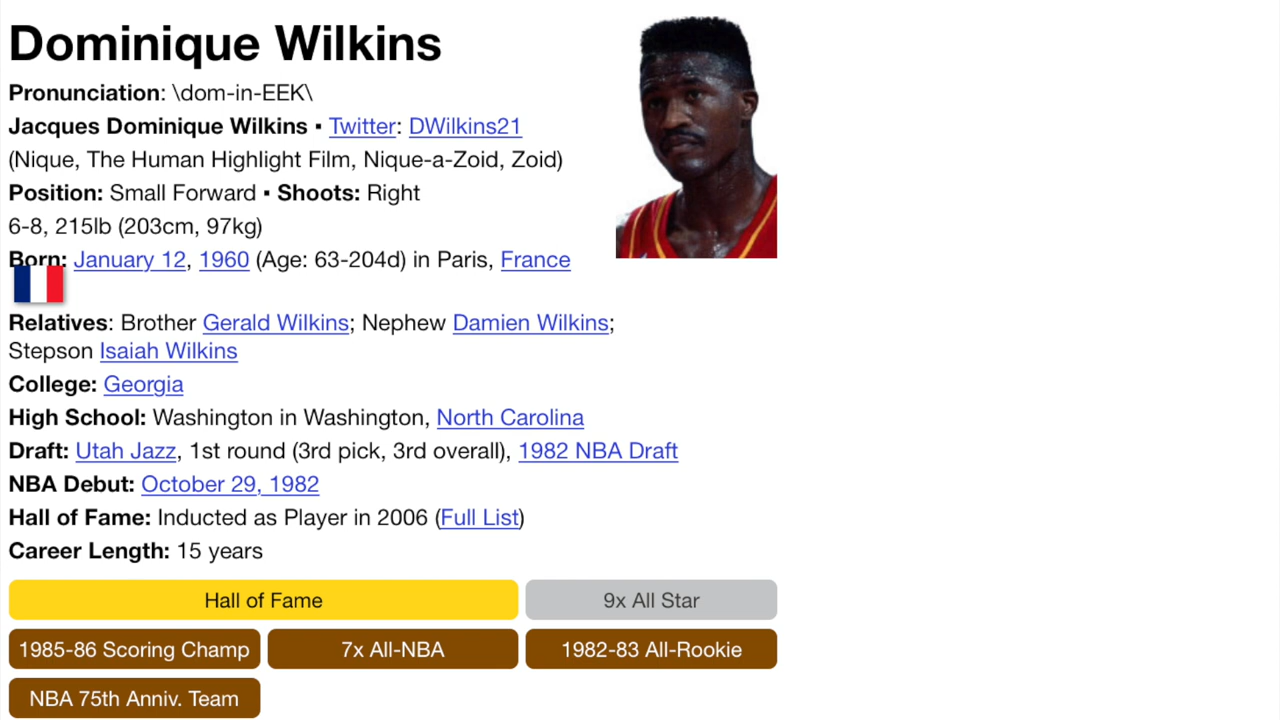 Dominique Wilkins
Pronunciation: \dom-in-EEK\
Jacques Dominique Wilkins ▪ Twitter: DWilkins21
(Nique, The Human Highlight Film, Nique-a-Zoid, Zoid)
Position: Small Forward ▪ Shoots: Right
6-8, 215lb (203cm, 97kg)
Born: January 12, 1960 (Age: 63-204d) in Paris, France
Relatives: Brother Gerald Wilkins; Nephew Damien Wilkins;
Stepson Isaiah Wilkins
College: Georgia
High School: Washington in Washington, North Carolina
Draft: Utah Jazz, 1st round (3rd pick, 3rd overall), 1982 NBA Draft
NBA Debut: October 29, 1982
Hall of Fame: Inducted as Player in 2006 (Full List)
Career Length: 15 years
Hall of Fame
9x All Star
1985-86 Scoring Champ
7x All-NBA
1982-83 All-Rookie
NBA 75th Anniv. Team